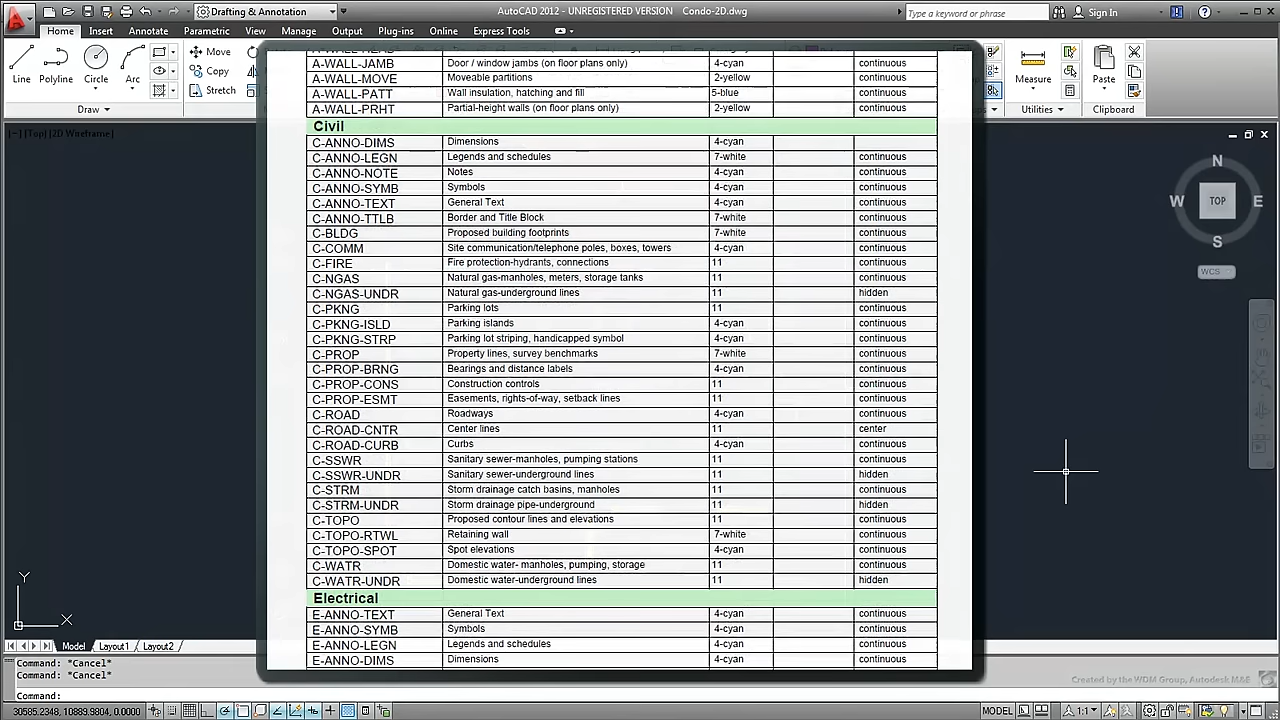 Drafting & Annotation
AutoCAD 2012 - UNREGISTERED VERSION Condo-2D.dwg
Type a keyword or phrase
Sign In
Home Insert Annotate Parametric View Manage Output Plug-ins Online Express Tools
Line Polyline Circle Arc
Move
Copy
Stretch
Draw
Measure
Paste
Utilities
Clipboard
[-] [Top] [2D Wireframe]
A-WALL-JAMB Door / window jambs (on floor plans only) 4-cyan continuous
A-WALL-MOVE Moveable partitions 2-yellow continuous
A-WALL-PATT Wall insulation, hatching and fill 5-blue continuous
A-WALL-PRHT Partial-height walls (on floor plans only) 2-yellow continuous
Civil
C-ANNO-DIMS Dimensions 4-cyan
C-ANNO-LEGN Legends and schedules 7-white continuous
C-ANNO-NOTE Notes 4-cyan continuous
C-ANNO-SYMB Symbols 4-cyan continuous
C-ANNO-TEXT General Text 4-cyan continuous
C-ANNO-TTLB Border and Title Block 7-white continuous
C-BLDG Proposed building footprints 7-white continuous
C-COMM Site communication/telephone poles, boxes, towers 4-cyan continuous
C-FIRE Fire protection-hydrants, connections 11 continuous
C-NGAS Natural gas-manholes, meters, storage tanks 11 continuous
C-NGAS-UNDR Natural gas-underground lines 11 hidden
C-PKNG Parking lots 11 continuous
C-PKNG-ISLD Parking islands 4-cyan continuous
C-PKNG-STRP Parking lot striping, handicapped symbol 4-cyan continuous
C-PROP Property lines, survey benchmarks 7-white continuous
C-PROP-BRNG Bearings and distance labels 4-cyan continuous
C-PROP-CONS Construction controls 11 continuous
C-PROP-ESMT Easements, rights-of-way, setback lines 11 continuous
C-ROAD Roadways 4-cyan continuous
C-ROAD-CNTR Center lines 11 center
C-ROAD-CURB Curbs 4-cyan continuous
C-SSWR Sanitary sewer-manholes, pumping stations 11 continuous
C-SSWR-UNDR Sanitary sewer-underground lines 11 hidden
C-STRM Storm drainage catch basins, manholes 11 continuous
C-STRM-UNDR Storm drainage pipe-underground 11 hidden
C-TOPO Proposed contour lines and elevations 11 continuous
C-TOPO-RTWL Retaining wall 7-white continuous
C-TOPO-SPOT Spot elevations 4-cyan continuous
C-WATR Domestic water- manholes, pumping, storage 11 continuous
C-WATR-UNDR Domestic water-underground lines 11 hidden
Electrical
E-ANNO-TEXT General Text 4-cyan continuous
E-ANNO-SYMB Symbols 4-cyan continuous
E-ANNO-LEGN Legends and schedules 4-cyan continuous
E-ANNO-DIMS Dimensions 4-cyan continuous
N
W TOP E
S
WCS
Y
X
Model Layout1 Layout2
Command: *Cancel*
Command: *Cancel*
Command:
Created by the WDM Group, Autodesk M&E
30585.2348, 10889.9804, 0.0000
MODEL
1:1